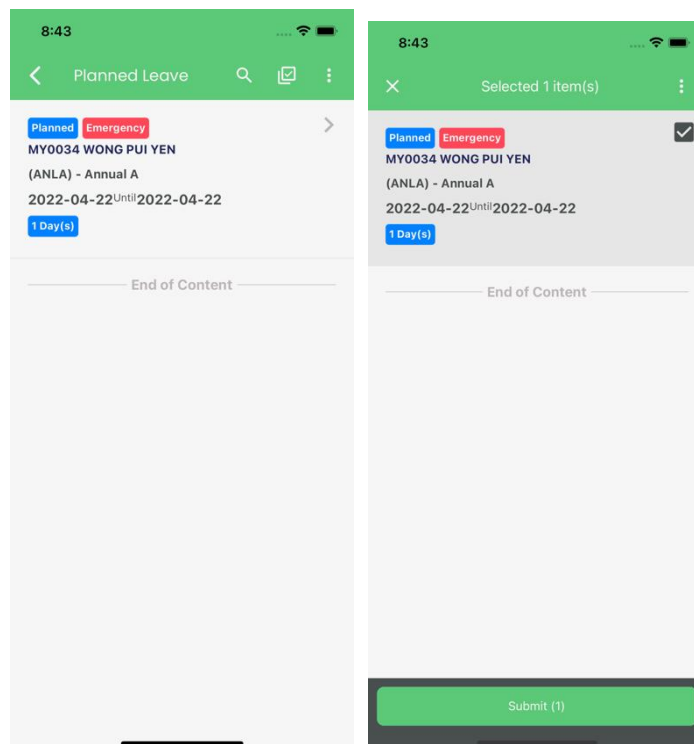 8:43
Planned Leave
Planned Emergency
MY0034 WONG PUI YEN
(ANLA) - Annual A
2022-04-22Until2022-04-22
1 Day(s)
End of Content
8:43
Selected 1 item(s)
Planned Emergency
MY0034 WONG PUI YEN
(ANLA) - Annual A
2022-04-22Until2022-04-22
1 Day(s)
End of Content
Submit (1)